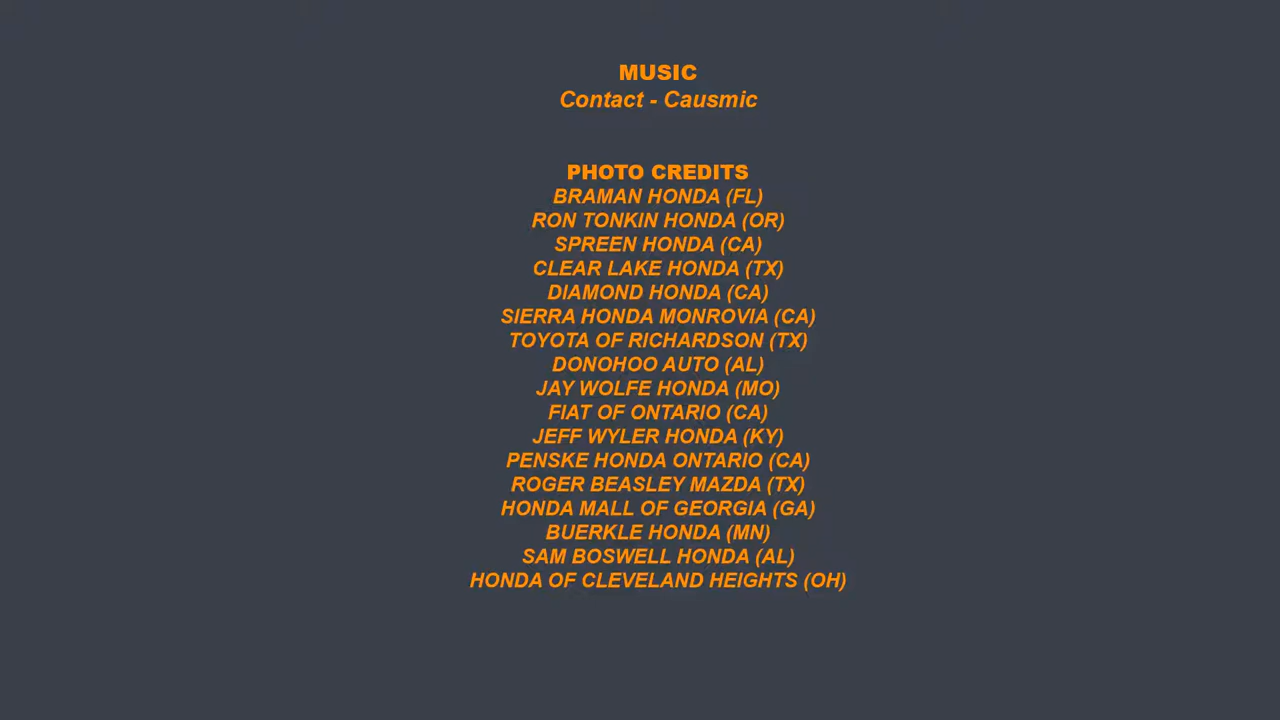 MUSIC
Contact - Causmic
PHOTO CREDITS
BRAMAN HONDA (FL)
RON TONKIN HONDA (OR)
SPREEN HONDA (CA)
CLEAR LAKE HONDA (TX)
DIAMOND HONDA (CA)
SIERRA HONDA MONROVIA (CA)
TOYOTA OF RICHARDSON (TX)
DONOHOO AUTO (AL)
JAY WOLFE HONDA (MO)
FIAT OF ONTARIO (CA)
JEFF WYLER HONDA (KY)
PENSKE HONDA ONTARIO (CA)
ROGER BEASLEY MAZDA (TX)
HONDA MALL OF GEORGIA (GA)
BUERKLE HONDA (MN)
SAM BOSWELL HONDA (AL)
HONDA OF CLEVELAND HEIGHTS (OH)